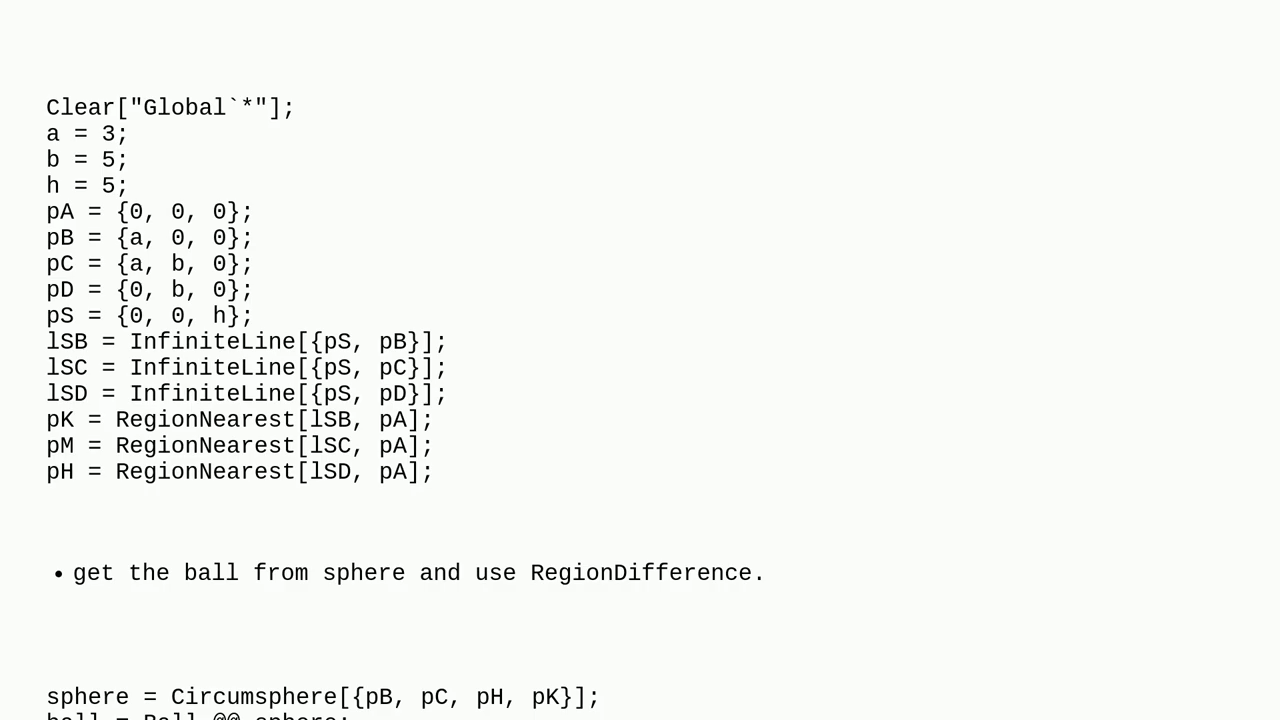 Clear["Global`*"];
a = 3;
b = 5;
h = 5;
pA = {0, 0, 0};
pB = {a, 0, 0};
pC = {a, b, 0};
pD = {0, b, 0};
pS = {0, 0, h};
lSB = InfiniteLine[{pS, pB}];
lSC = InfiniteLine[{pS, pC}];
lSD = InfiniteLine[{pS, pD}];
pK = RegionNearest[lSB, pA];
pM = RegionNearest[lSC, pA];
pH = RegionNearest[lSD, pA];
• get the ball from sphere and use RegionDifference.
sphere = Circumsphere[{pB, pC, pH, pK}];
ball = Ball @@ sphere;